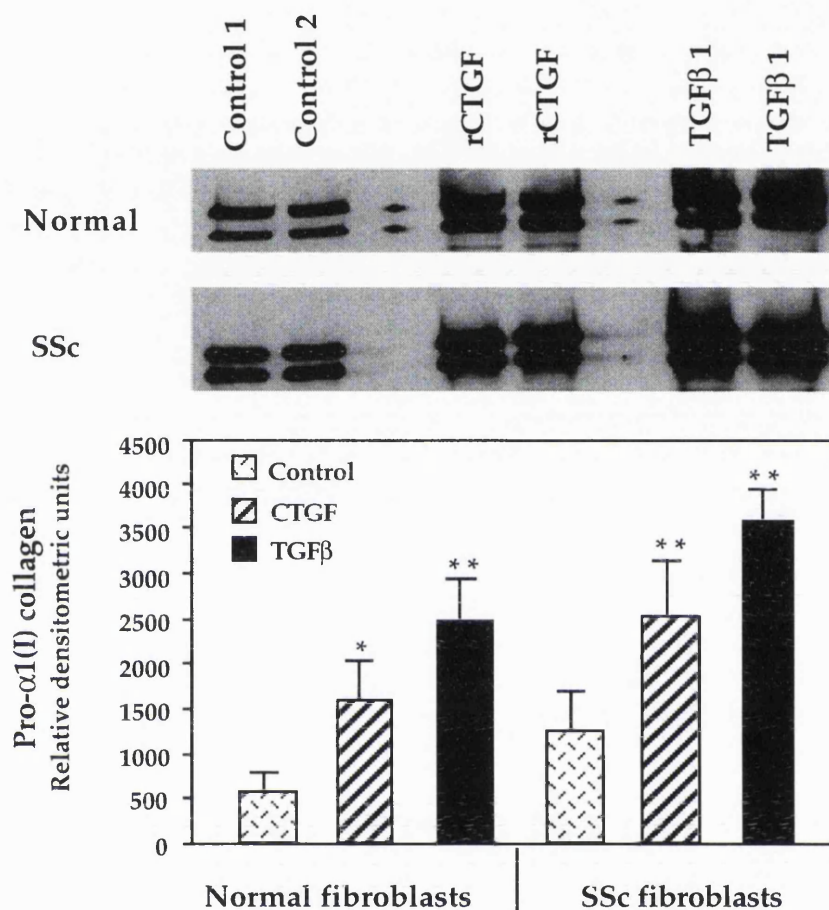 Control 1
Control 2
rCTGF
rCTGF
TGFβ 1
TGFβ 1
Normal
SSc
Pro-α1(I) collagen
Relative densitometric units
4500
4000
3500
3000
2500
2000
1500
1000
500
0
Control
CTGF
TGFβ
*
**
**
**
Normal fibroblasts
SSc fibroblasts